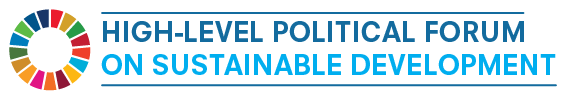 HIGH-LEVEL POLITICAL FORUM
ON SUSTAINABLE DEVELOPMENT